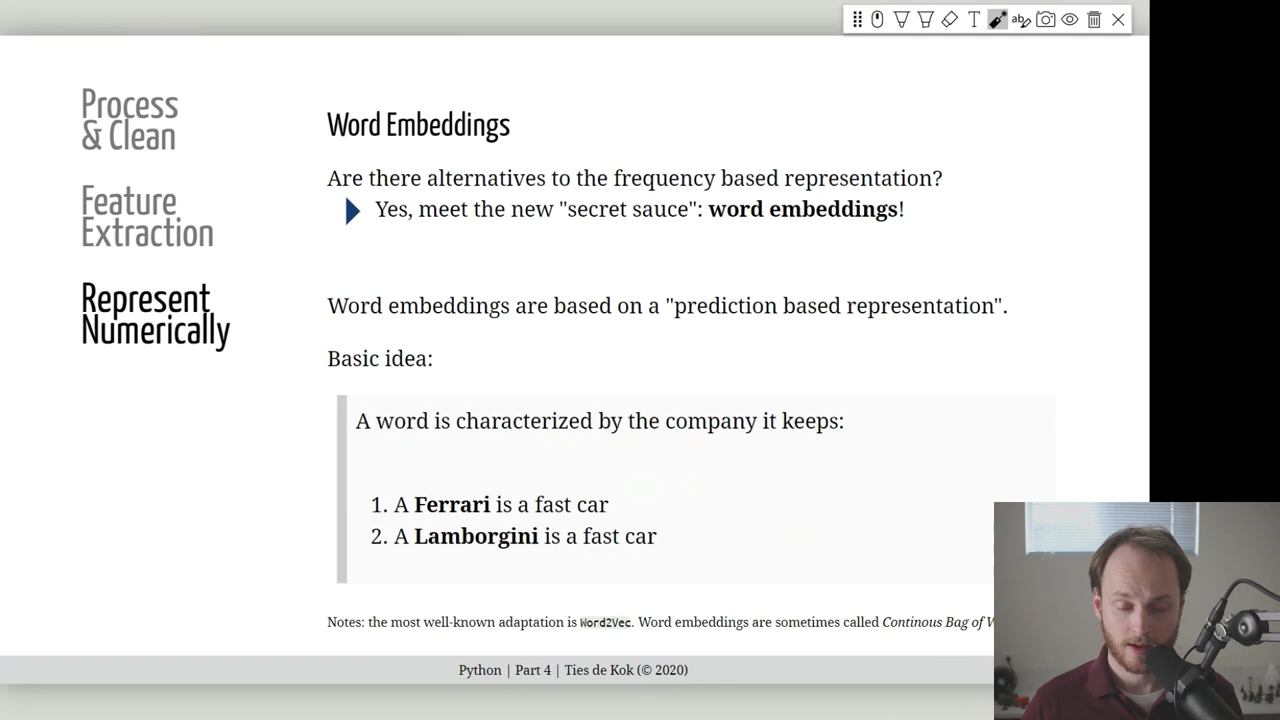 Process
& Clean
Feature
Extraction
Represent
Numerically
Word Embeddings
Are there alternatives to the frequency based representation?
Yes, meet the new "secret sauce": word embeddings!
Word embeddings are based on a "prediction based representation".
Basic idea:
A word is characterized by the company it keeps:
1. A Ferrari is a fast car
2. A Lamborgini is a fast car
Notes: the most well-known adaptation is Word2Vec. Word embeddings are sometimes called Continous Bag of
Python | Part 4 | Ties de Kok (© 2020)